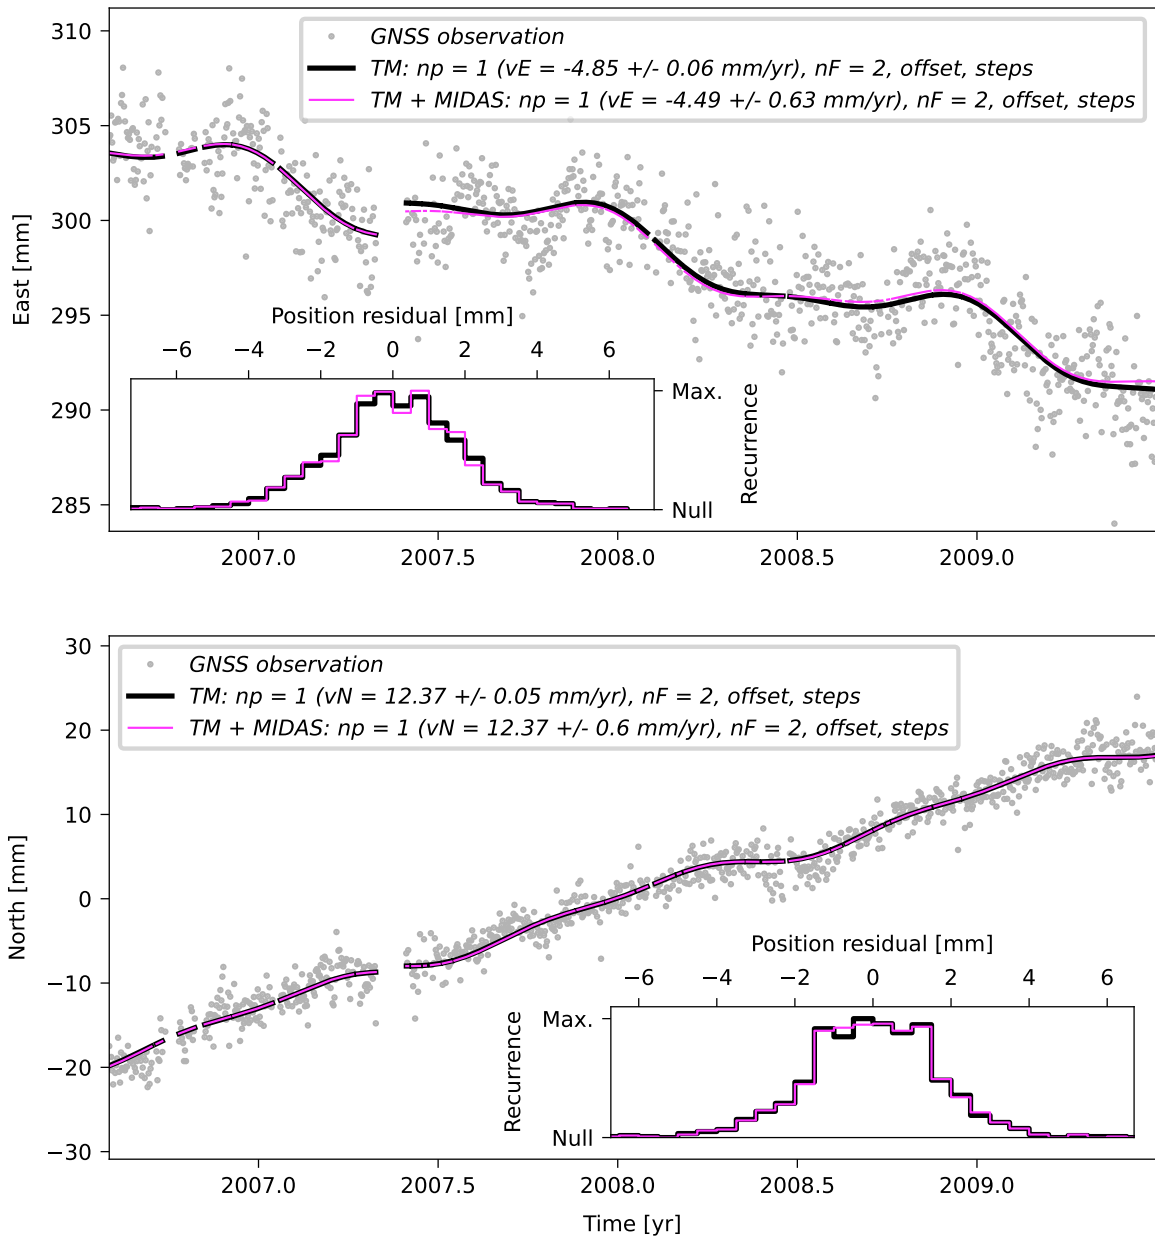 GNSS observation
TM: np = 1 (vE = -4.85 +/- 0.06 mm/yr), nF = 2, offset, steps
TM + MIDAS: np = 1 (vE = -4.49 +/- 0.63 mm/yr), nF = 2, offset, steps
310
305
300
295
290
285
East [mm]
Position residual [mm]
−6 −4 −2 0 2 4 6
Max.
Null
Recurrence
2007.0 2007.5 2008.0 2008.5 2009.0
GNSS observation
TM: np = 1 (vN = 12.37 +/- 0.05 mm/yr), nF = 2, offset, steps
TM + MIDAS: np = 1 (vN = 12.37 +/- 0.6 mm/yr), nF = 2, offset, steps
30
20
10
0
−10
−20
−30
North [mm]
Position residual [mm]
−6 −4 −2 0 2 4 6
Max.
Null
Recurrence
2007.0 2007.5 2008.0 2008.5 2009.0
Time [yr]